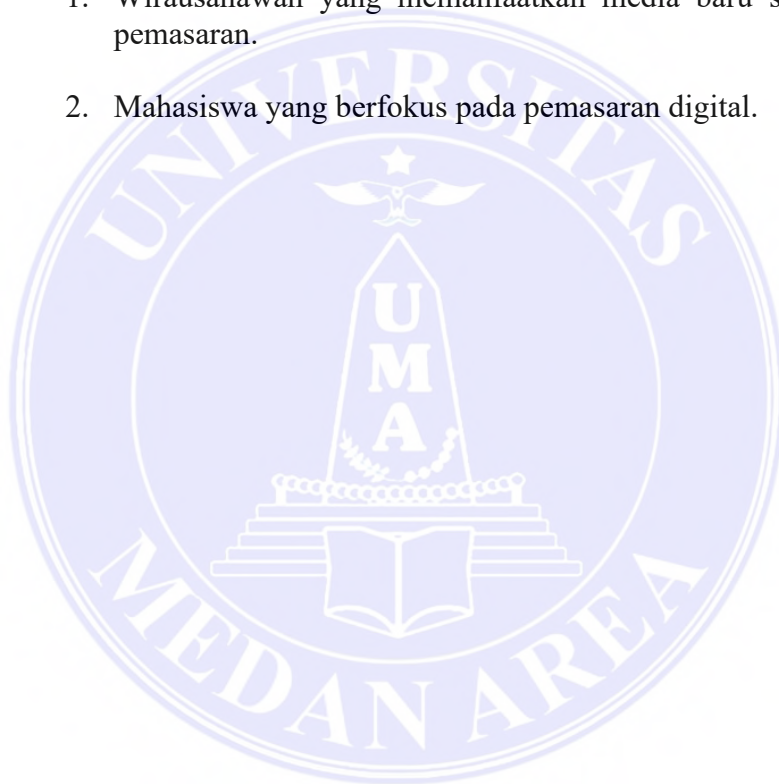 1. Wirausahawan yang memanfaatkan media baru s
pemasaran.
2. Mahasiswa yang berfokus pada pemasaran digital.
UNIVERSITAS
U
M
A
MEDAN AREA